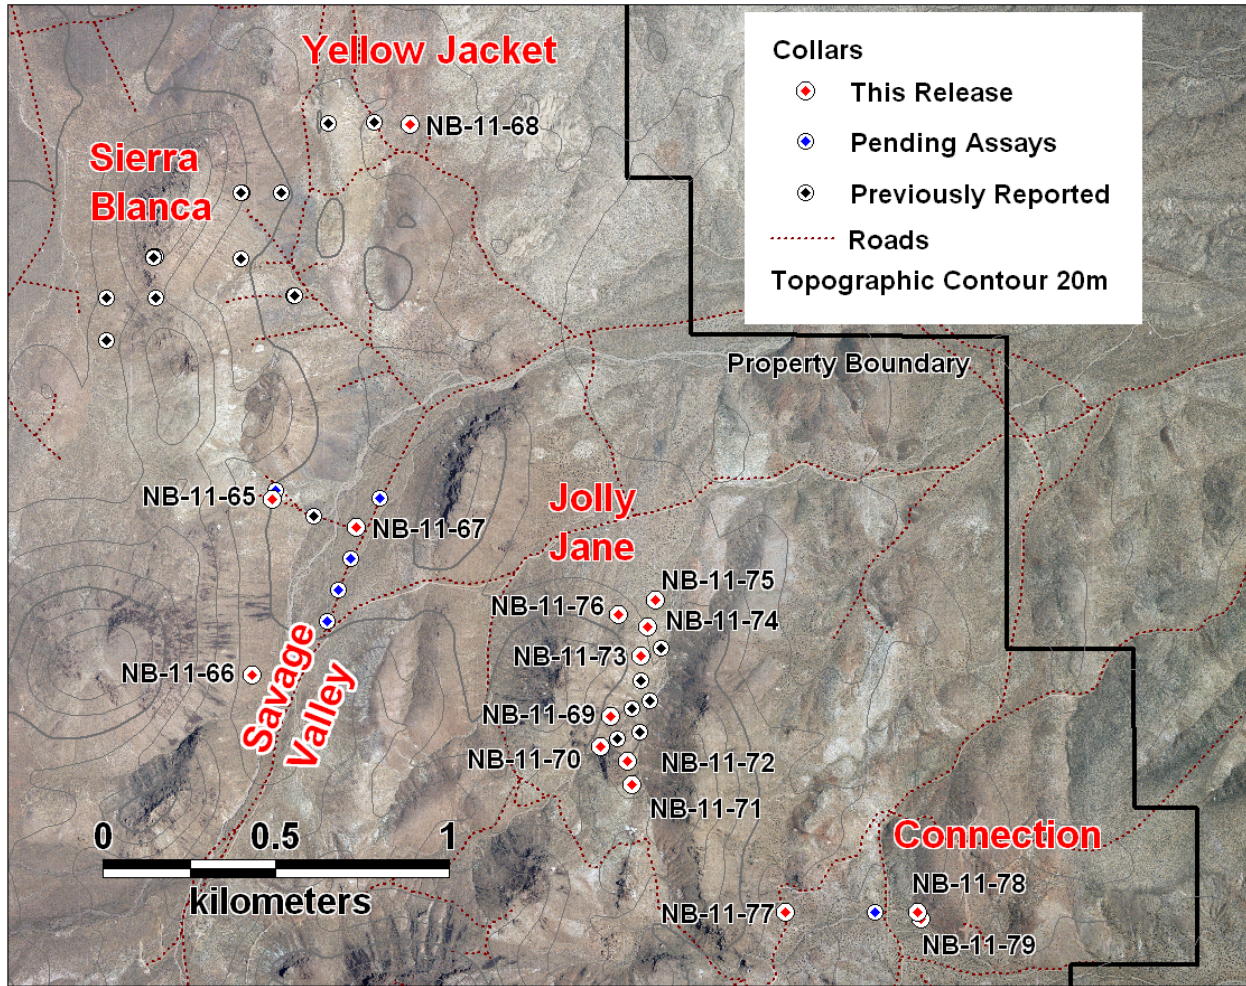 Yellow Jacket
Collars
This Release
NB-11-68
Pending Assays
Sierra
Blanca
Previously Reported
Roads
Topographic Contour 20m
Property Boundary
NB-11-65
NB-11-67
Jolly
Jane
NB-11-75
NB-11-76
NB-11-74
NB-11-73
NB-11-66
Savage
Valley
NB-11-69
NB-11-70
NB-11-72
NB-11-71
0 0.5 1
kilometers
Connection
NB-11-78
NB-11-77
NB-11-79